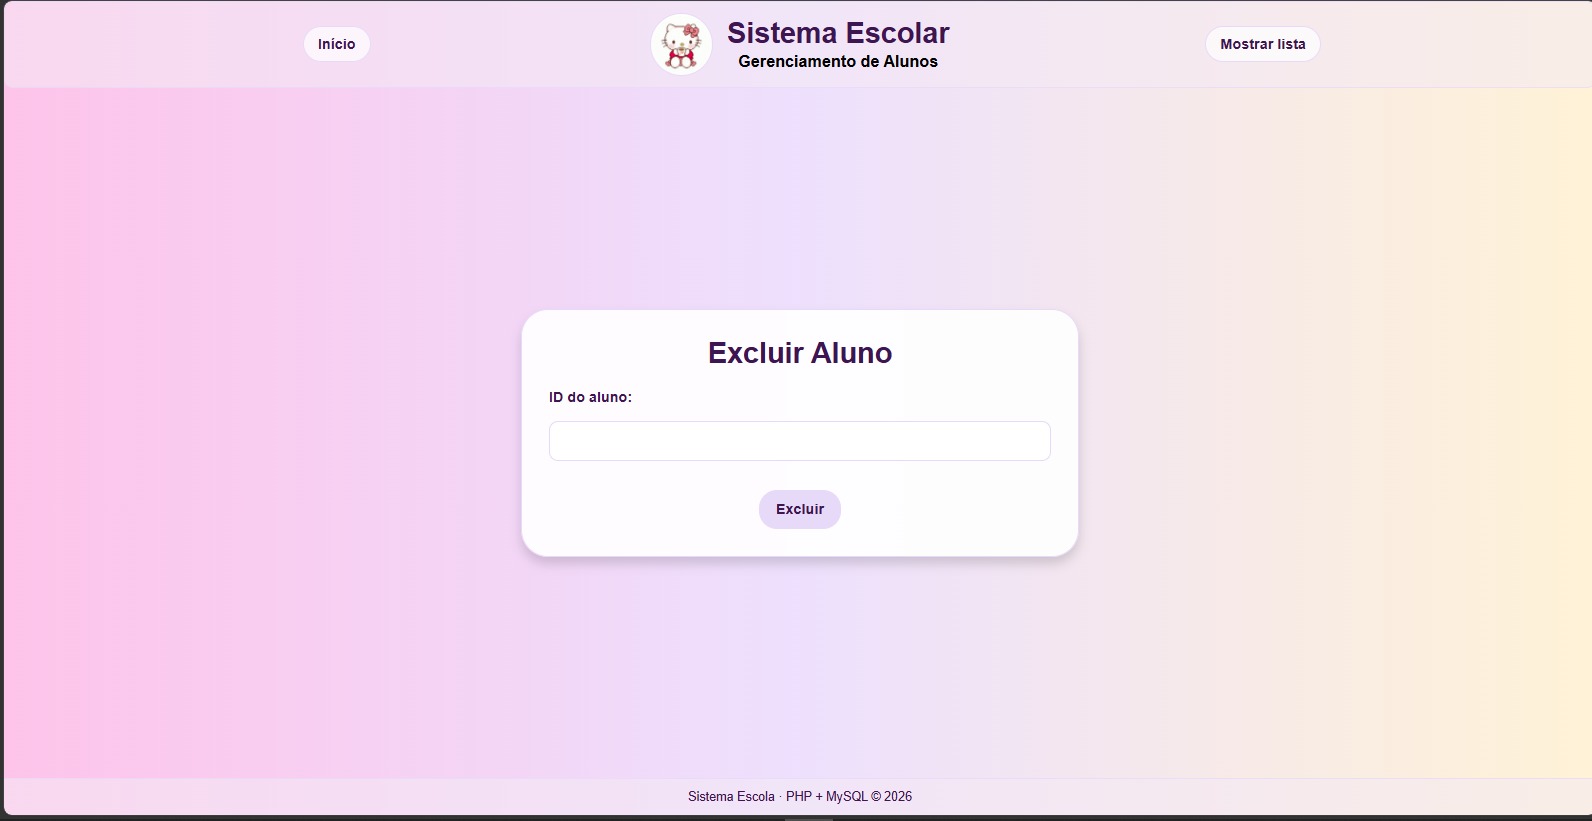 Início
Sistema Escolar
Gerenciamento de Alunos
Mostrar lista
Excluir Aluno
ID do aluno:
Excluir
Sistema Escola · PHP + MySQL © 2026